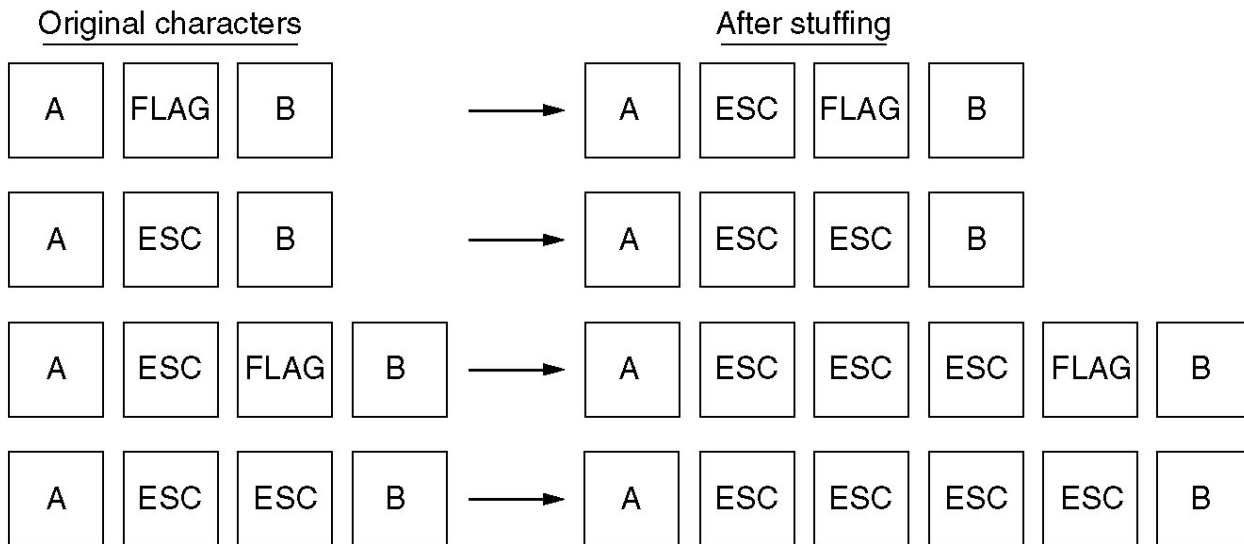 Original characters After stuffing
A FLAG B A ESC FLAG B
A ESC B A ESC ESC B
A ESC FLAG B A ESC ESC ESC FLAG B
A ESC ESC B A ESC ESC ESC ESC B